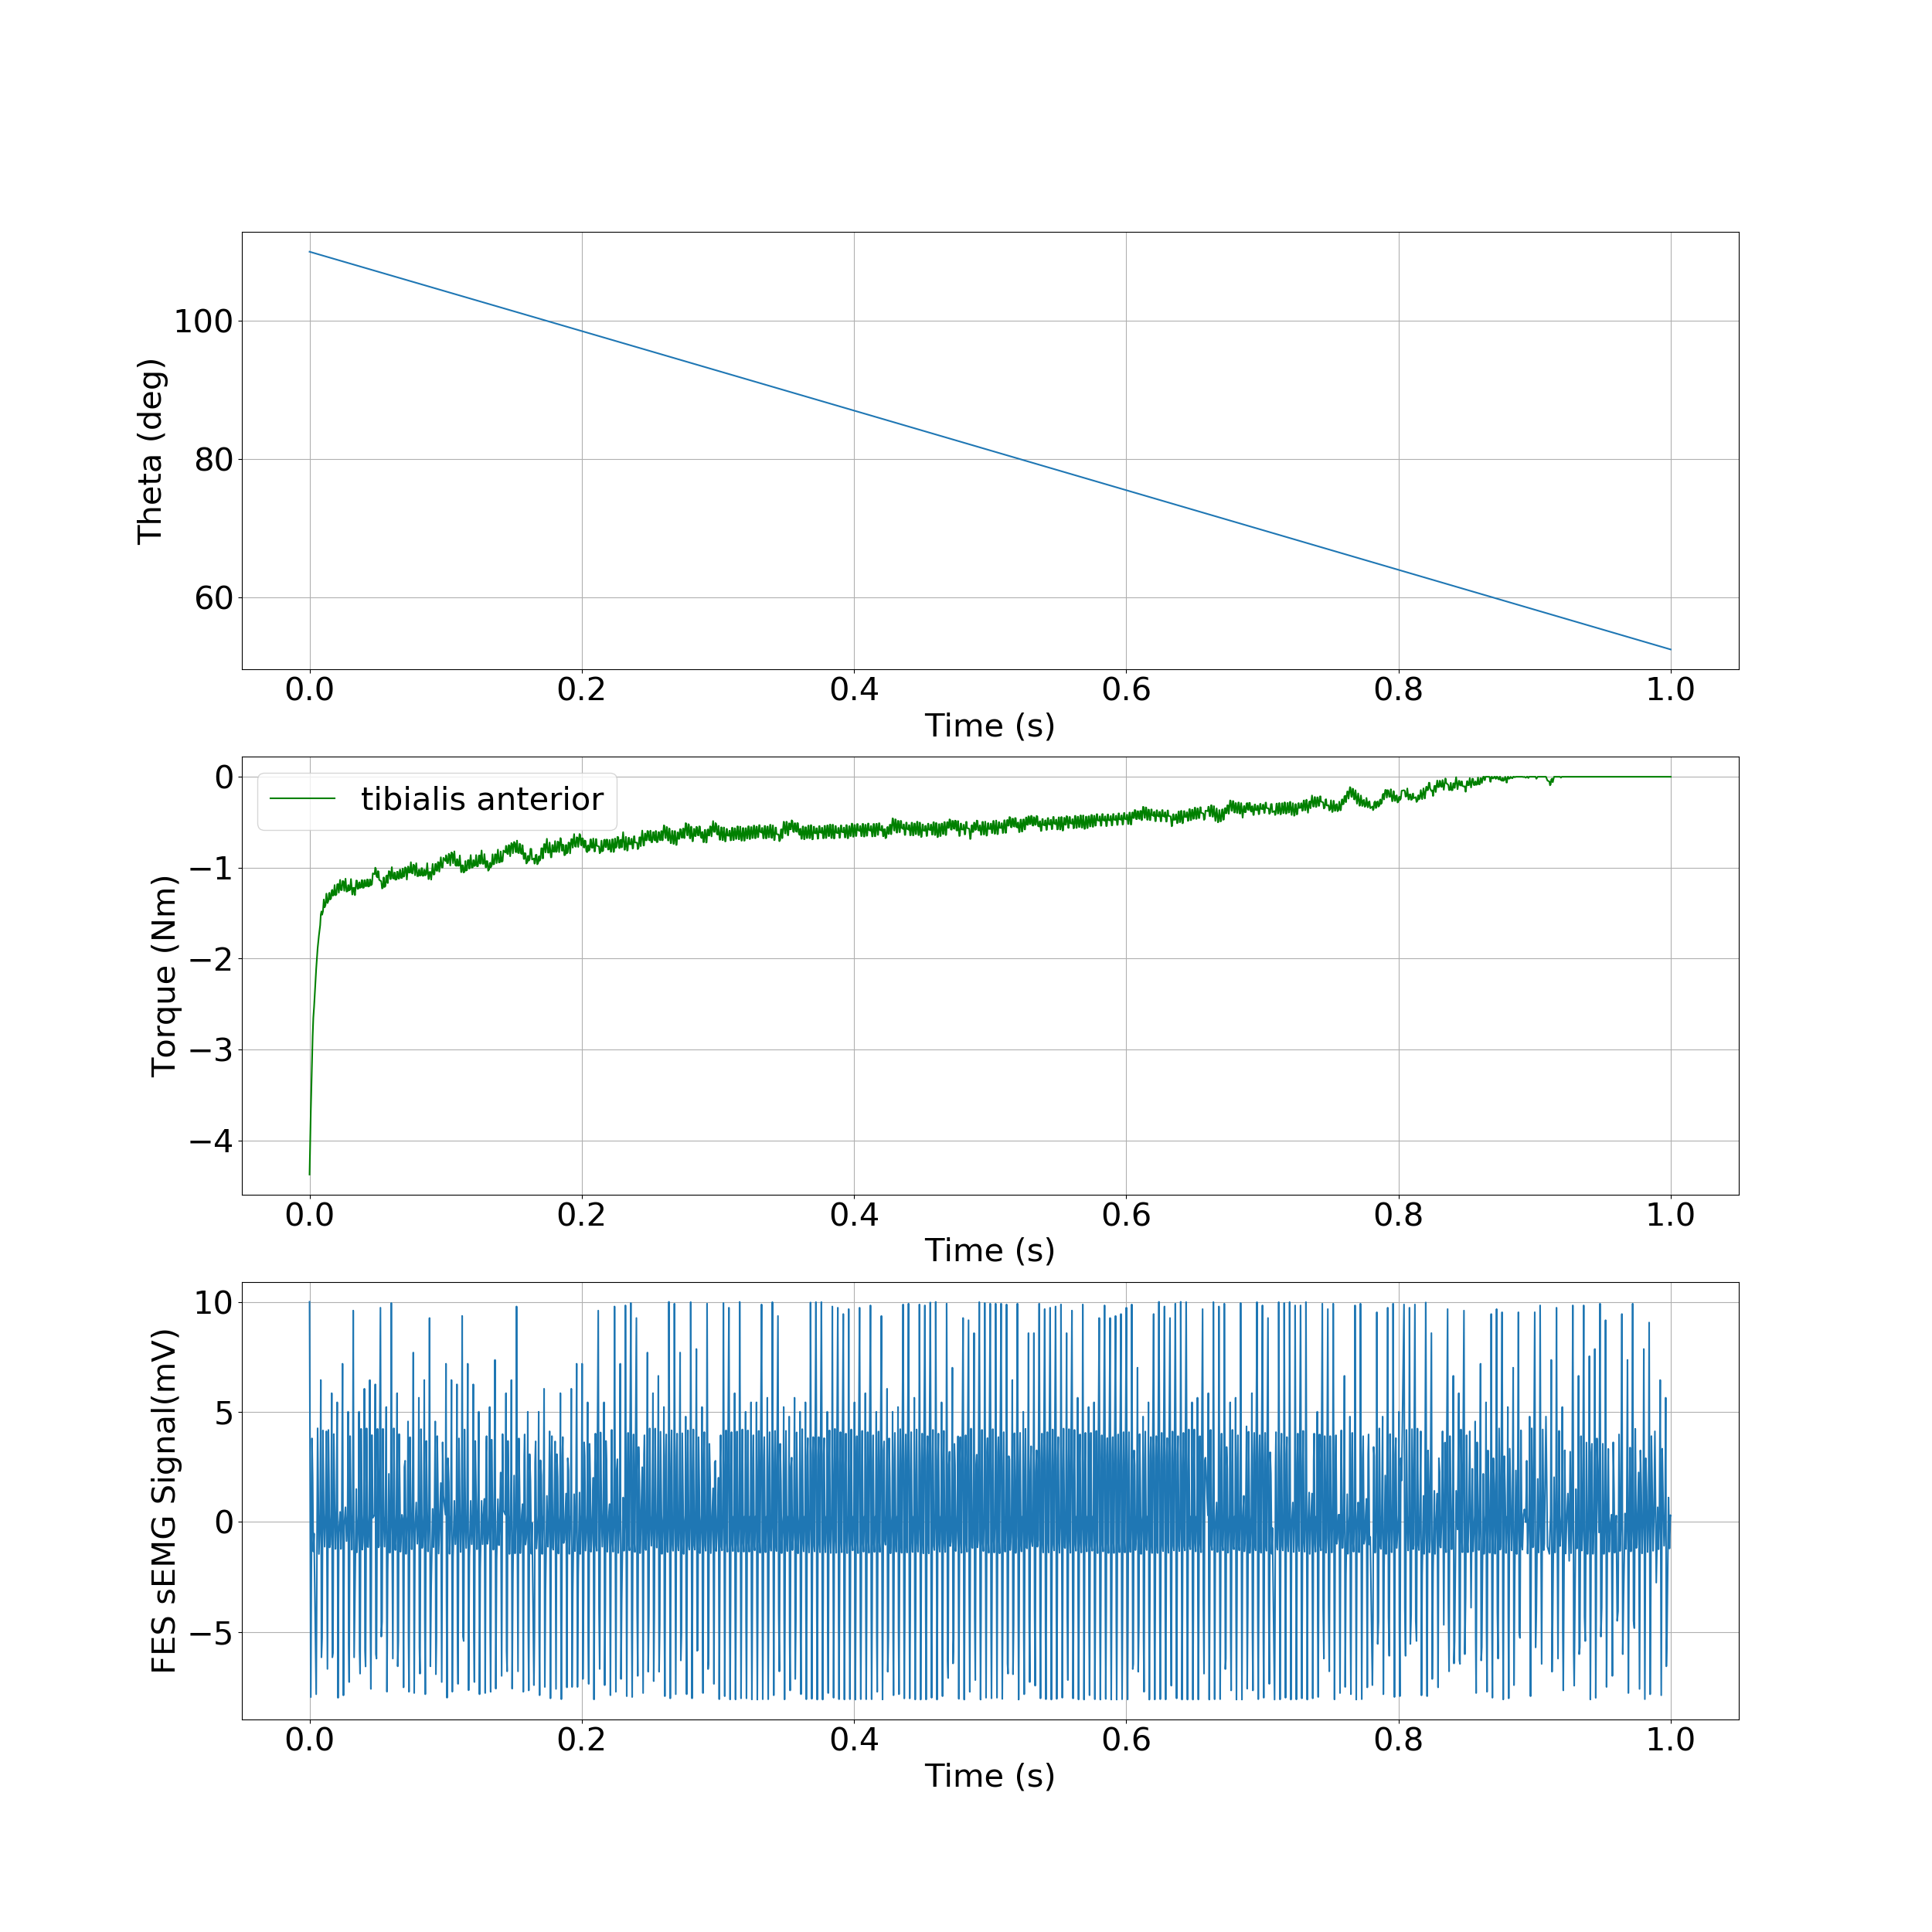 100
80
60
Theta (deg)
0.0 0.2 0.4 0.6 0.8 1.0
Time (s)
tibialis anterior
0
−1
−2
−3
−4
Torque (Nm)
0.0 0.2 0.4 0.6 0.8 1.0
Time (s)
10
5
0
−5
FES sEMG Signal(mV)
0.0 0.2 0.4 0.6 0.8 1.0
Time (s)